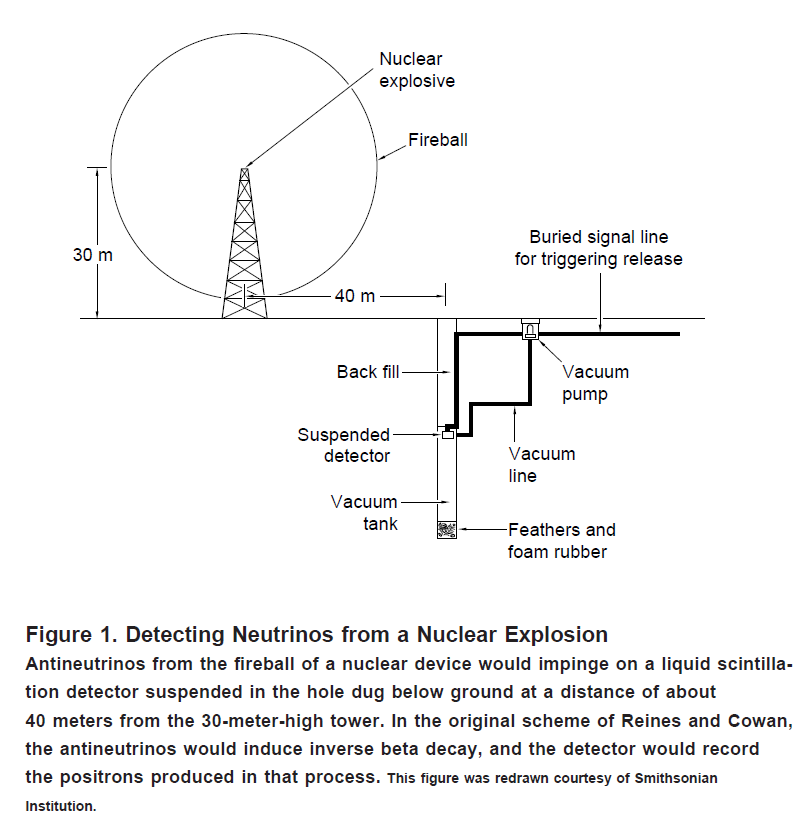 Nuclear
explosive
Fireball
30 m
40 m
Buried signal line
for triggering release
Back fill
Vacuum
pump
Suspended
detector
Vacuum
line
Vacuum
tank
Feathers and
foam rubber
Figure 1. Detecting Neutrinos from a Nuclear Explosion
Antineutrinos from the fireball of a nuclear device would impinge on a liquid scintilla-
tion detector suspended in the hole dug below ground at a distance of about
40 meters from the 30-meter-high tower. In the original scheme of Reines and Cowan,
the antineutrinos would induce inverse beta decay, and the detector would record
the positrons produced in that process. This figure was redrawn courtesy of Smithsonian
Institution.